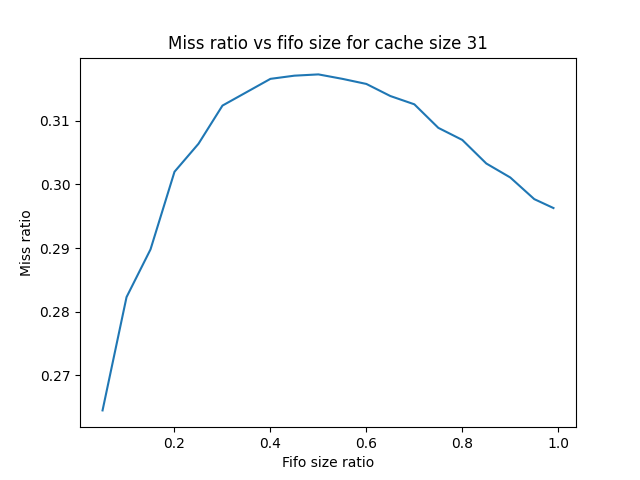 Miss ratio vs fifo size for cache size 31
0.31
0.30
0.29
0.28
0.27
Miss ratio
0.2 0.4 0.6 0.8 1.0
Fifo size ratio